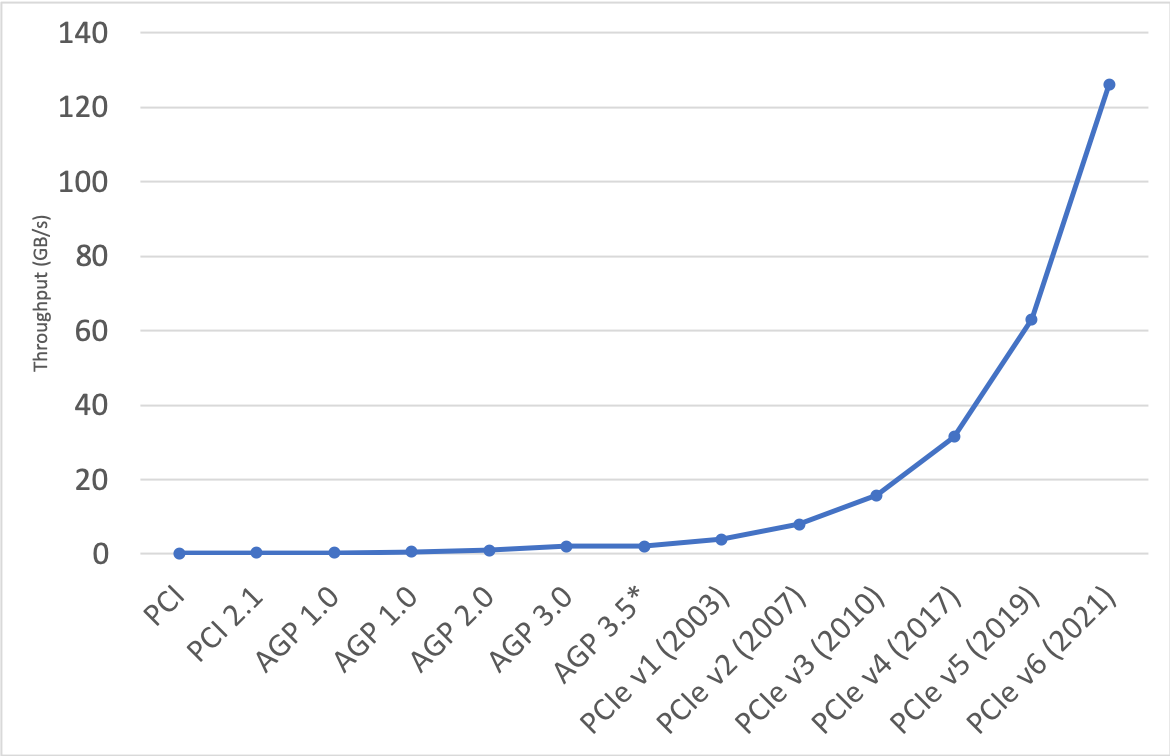 140
120
100
80
60
40
20
0
Throughput (GB/s)
PCI
PCI 2.1
AGP 1.0
AGP 1.0
AGP 2.0
AGP 3.0
AGP 3.5*
PCIe v1 (2003)
PCIe v2 (2007)
PCIe v3 (2010)
PCIe v4 (2017)
PCIe v5 (2019)
PCIe v6 (2021)